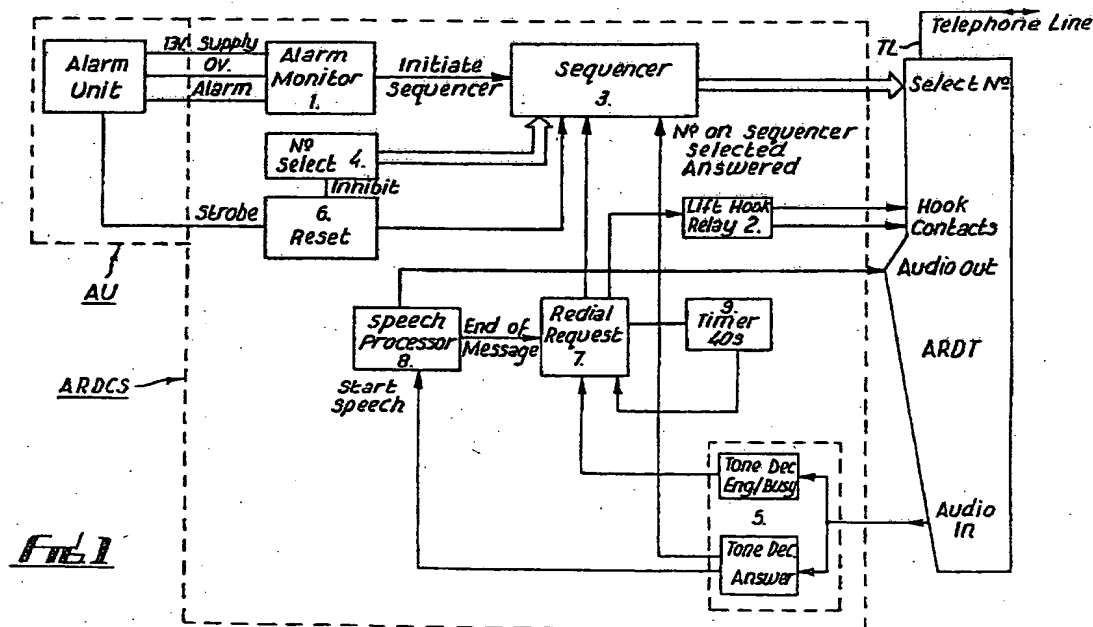 Telephone Line
TL
13V. Supply
0V.
Alarm
Alarm
Unit
Alarm
Monitor
1.
Initiate
Sequencer
Sequencer
3.
Select Nº
Nº
Select 4.
Inhibit
Nº on sequencer
selected
Answered
Strobe
6.
Reset
Lift Hook
Relay 2.
Hook
Contacts
AU
Audio out
Speech
Processor
8.
End of
Message
Redial
Request
7.
9.
Timer
40s
ARDT
ARDCS
Start
Speech
Tone Dec
Eng/Busy
5.
Tone Dec.
Answer
Audio
In
Fig. 1